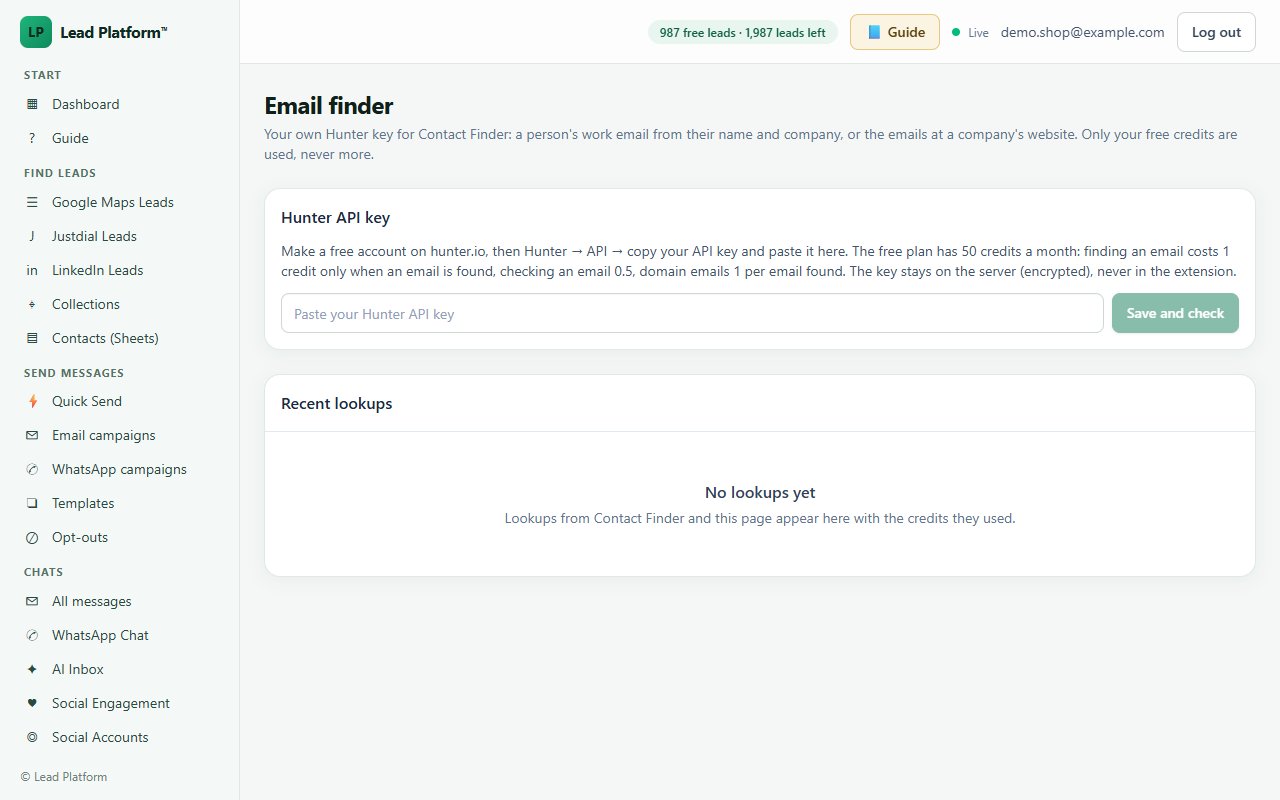 LP Lead Platform™
987 free leads · 1,987 leads left
Guide
Live
demo.shop@example.com
Log out
START
Dashboard
? Guide
FIND LEADS
Google Maps Leads
J Justdial Leads
in LinkedIn Leads
Collections
Contacts (Sheets)
SEND MESSAGES
Quick Send
Email campaigns
WhatsApp campaigns
Templates
Opt-outs
CHATS
All messages
WhatsApp Chat
AI Inbox
Social Engagement
Social Accounts
© Lead Platform
Email finder
Your own Hunter key for Contact Finder: a person's work email from their name and company, or the emails at a company's website. Only your free credits are
used, never more.
Hunter API key
Make a free account on hunter.io, then Hunter → API → copy your API key and paste it here. The free plan has 50 credits a month: finding an email costs 1
credit only when an email is found, checking an email 0.5, domain emails 1 per email found. The key stays on the server (encrypted), never in the extension.
Paste your Hunter API key
Save and check
Recent lookups
No lookups yet
Lookups from Contact Finder and this page appear here with the credits they used.